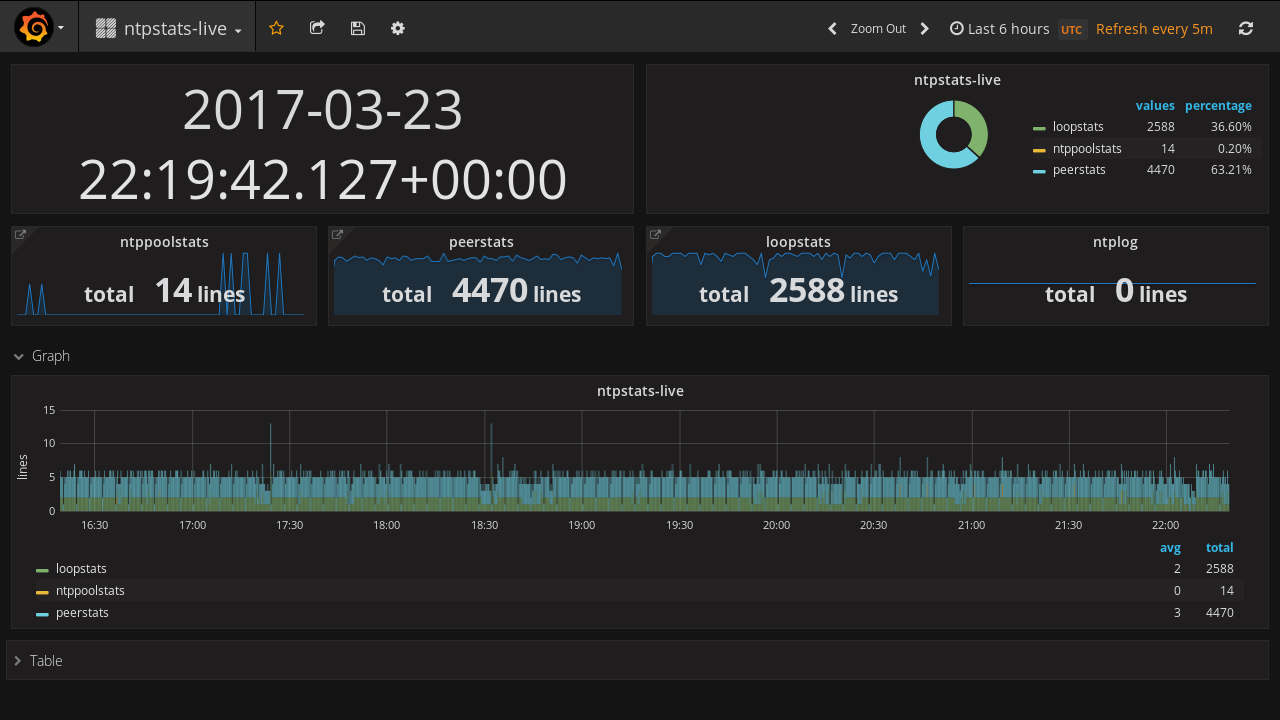 ntpstats-live
Zoom Out
Last 6 hours UTC Refresh every 5m
2017-03-23
22:19:42.127+00:00
ntpstats-live
values percentage
loopstats 2588 36.60%
ntppoolstats 14 0.20%
peerstats 4470 63.21%
ntppoolstats
total 14 lines
peerstats
total 4470 lines
loopstats
total 2588 lines
ntplog
total 0 lines
Graph
ntpstats-live
lines
15
10
5
0
16:30 17:00 17:30 18:00 18:30 19:00 19:30 20:00 20:30 21:00 21:30 22:00
avg total
loopstats 2 2588
ntppoolstats 0 14
peerstats 3 4470
Table